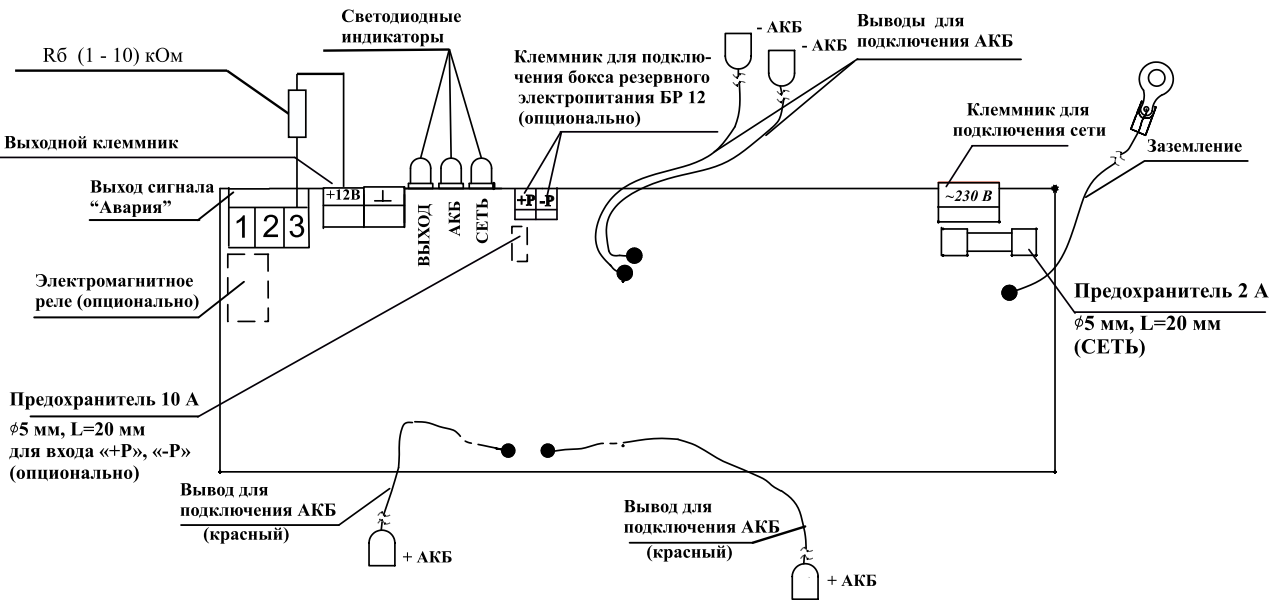 Светодиодные
индикаторы
Rб (1 - 10) кОм
Клеммник для подклю-
чения бокса резервного
электропитания БР 12
(опционально)
- АКБ
- АКБ
Выводы для
подключения АКБ
Клеммник для
подключения сети
Заземление
Выходной клеммник
Выход сигнала
“Авария”
1 2 3
+12В ⊥
ВЫХОД
АКБ
СЕТЬ
+Р -Р
~230 В
Электромагнитное
реле (опционально)
Предохранитель 2 А
∅5 мм, L=20 мм
(СЕТЬ)
Предохранитель 10 А
∅5 мм, L=20 мм
для входа «+Р», «-Р»
(опционально)
Вывод для
подключения АКБ
(красный)
+ АКБ
Вывод для
подключения АКБ
(красный)
+ АКБ